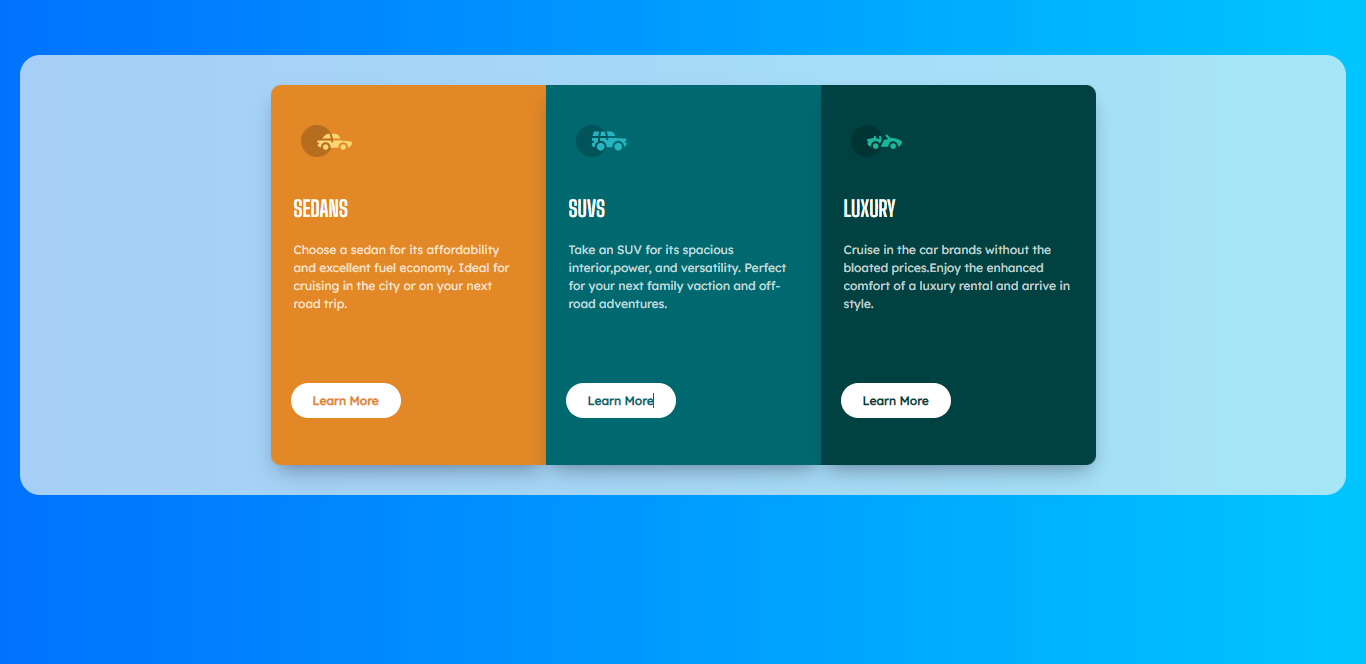 SEDANS
Choose a sedan for its affordability
and excellent fuel economy. Ideal for
cruising in the city or on your next
road trip.
Learn More
SUVS
Take an SUV for its spacious
interior,power, and versatility. Perfect
for your next family vaction and off-
road adventures.
Learn More
LUXURY
Cruise in the car brands without the
bloated prices.Enjoy the enhanced
comfort of a luxury rental and arrive in
style.
Learn More